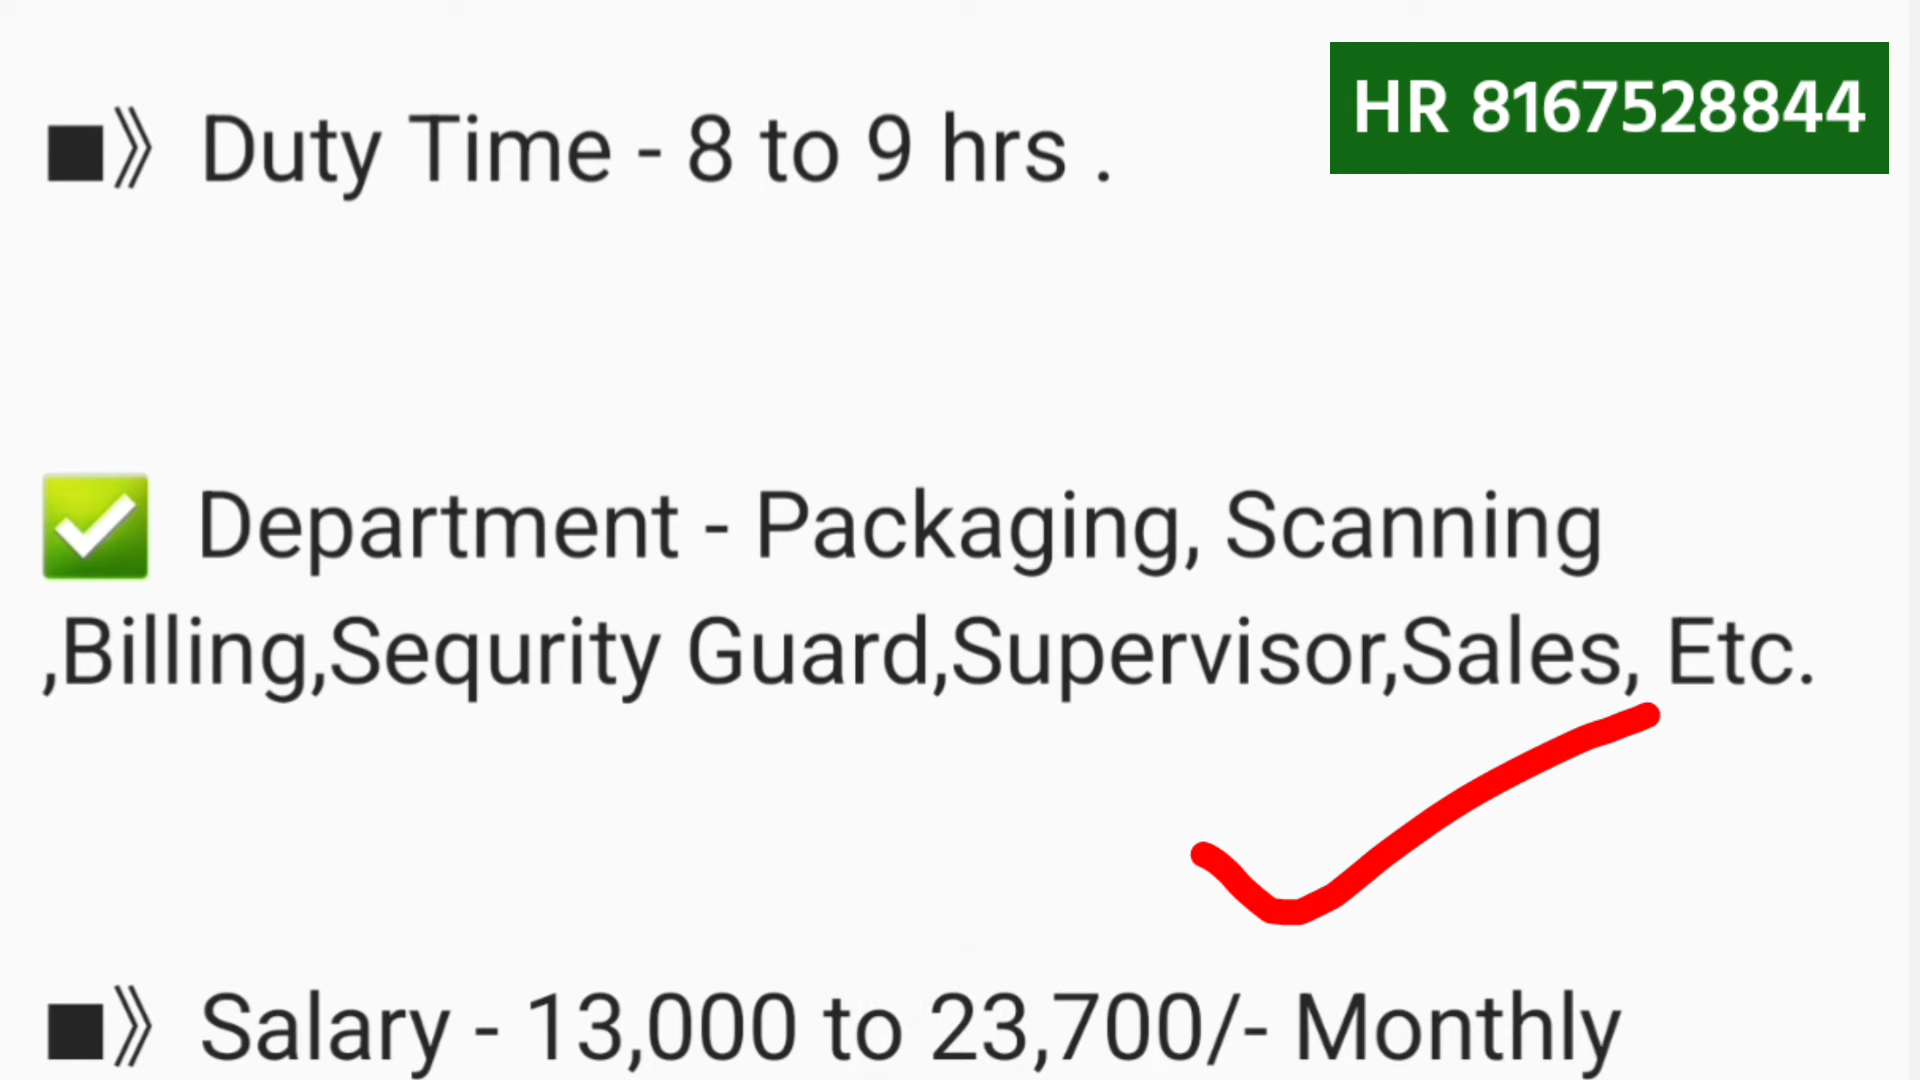 HR 8167528844
■》 Duty Time - 8 to 9 hrs .
✅ Department - Packaging, Scanning
,Billing,Sequrity Guard,Supervisor,Sales, Etc.
■》 Salary - 13,000 to 23,700/- Monthly